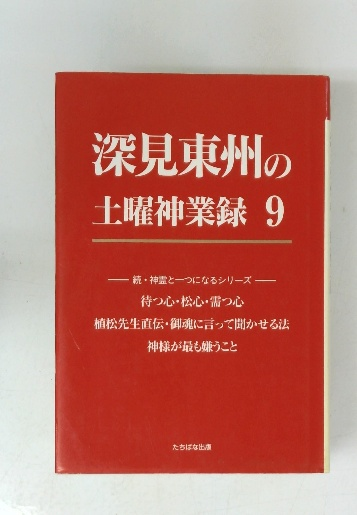 深見東州の
土曜神業録 9
続・神霊と一つになるシリーズ
待つ心・松心・需つ心
植松先生直伝・御魂に言って聞かせる法
神様が最も嫌うこと
たちばな出版